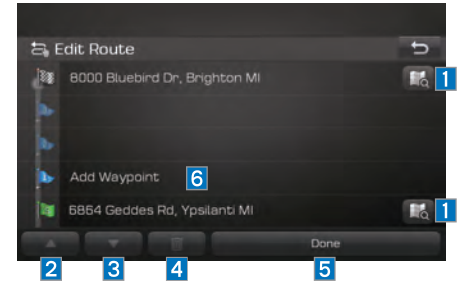 Edit Route
8000 Bluebird Dr, Brighton MI
1
Add Waypoint
6
6864 Geddes Rd, Ypsilanti MI
1
Done
2
3
4
5